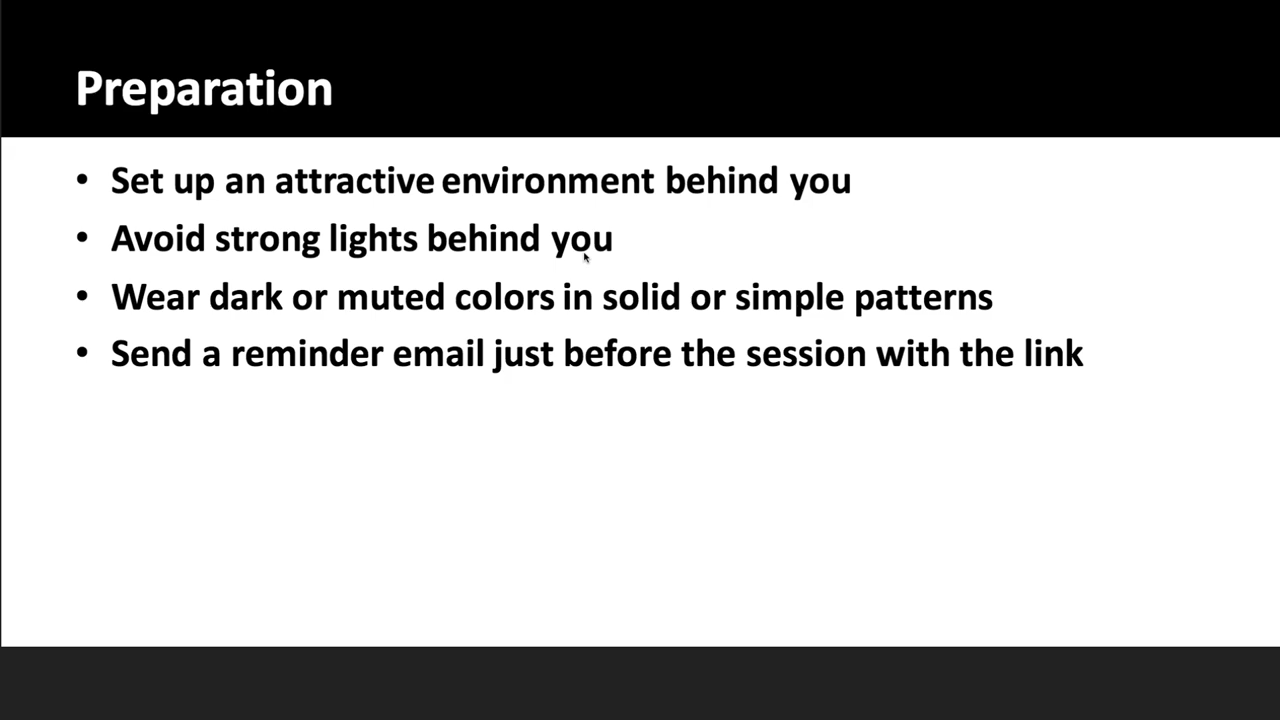 Preparation
• Set up an attractive environment behind you
• Avoid strong lights behind you
• Wear dark or muted colors in solid or simple patterns
• Send a reminder email just before the session with the link